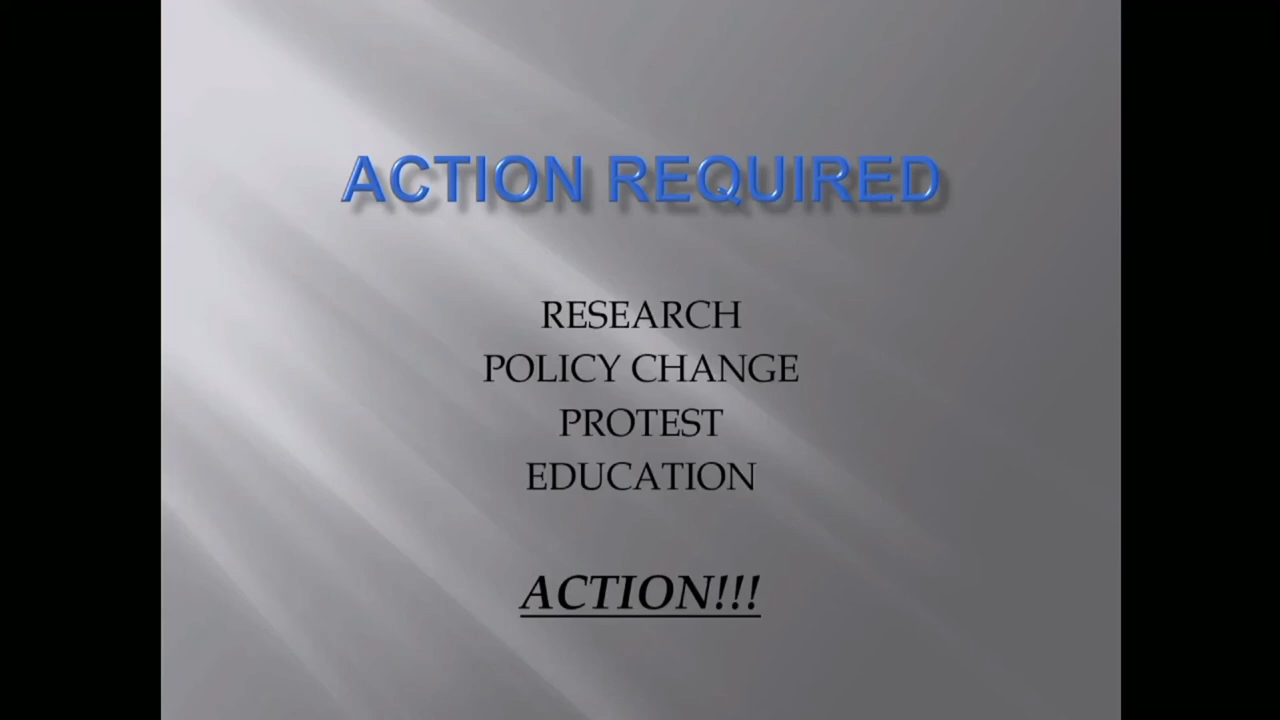 ACTION REQUIRED
RESEARCH
POLICY CHANGE
PROTEST
EDUCATION
ACTION!!!